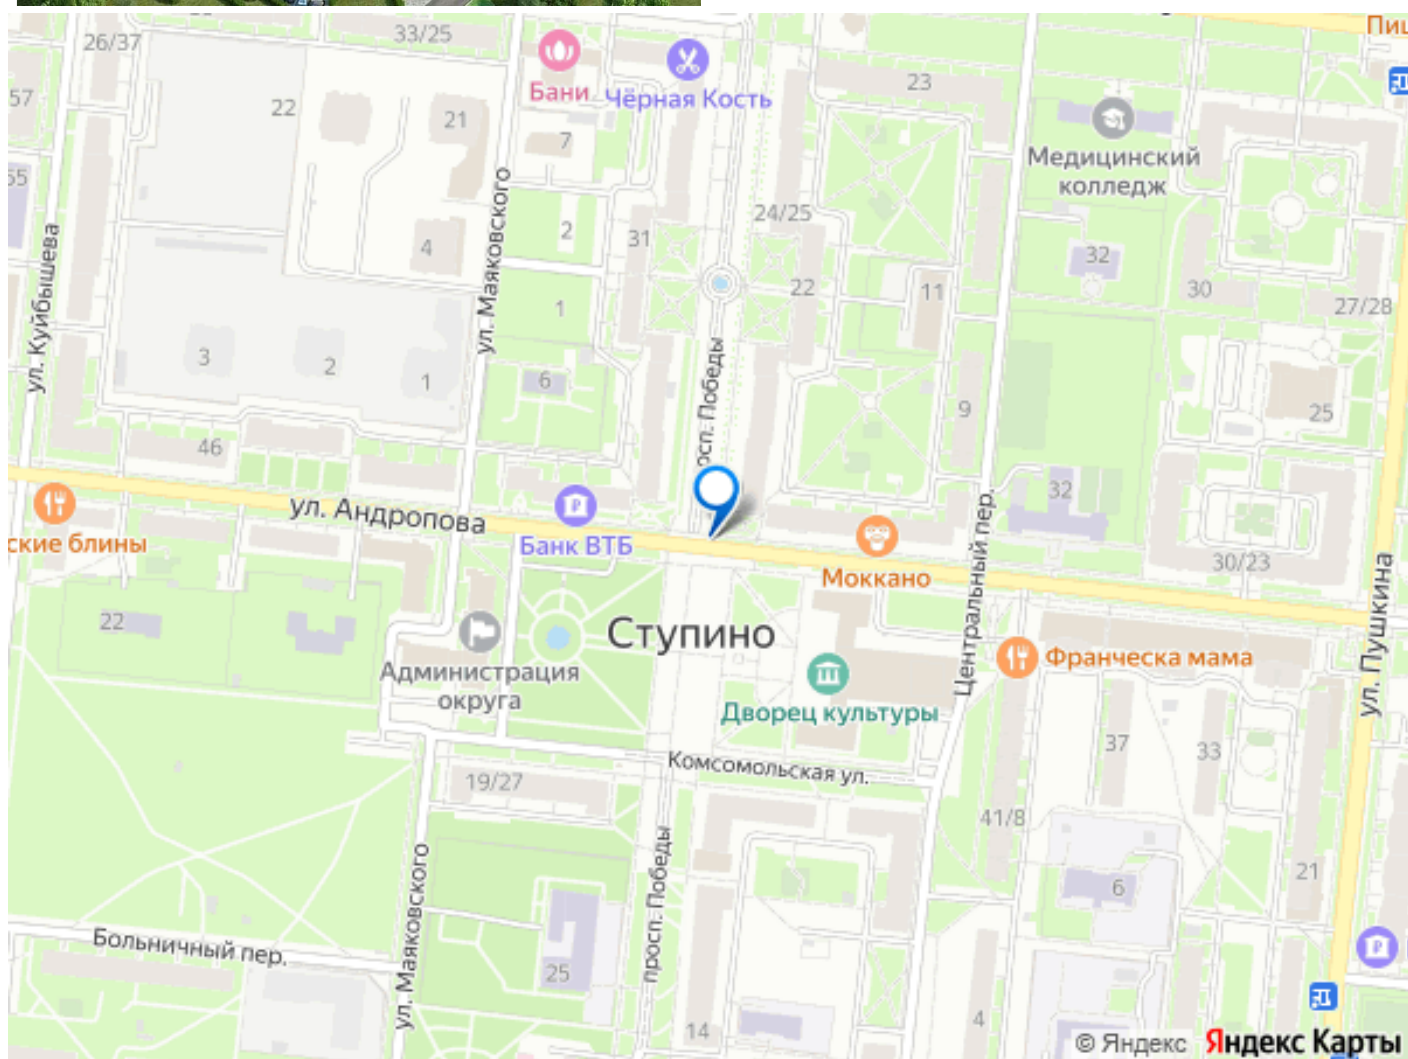 26/37
33/25
Пиц
Бани
Чёрная Кость
23
57
22
21
7
Медицинский
колледж
55
ул. Куйбышева
ул. Маяковского
4
2
31
24/25
32
1
22
11
30
27/28
3
2
1
6
просп. Победы
9
25
46
ул. Андропова
Банк ВТБ
32
ские блины
Моккано
30/23
Центральный пер.
22
Ступино
Администрация
округа
Франческа мама
ул. Пушкина
Дворец культуры
37
33
Комсомольская ул.
19/27
41/8
ул. Маяковского
просп. Победы
6
21
Больничный пер.
25
14
4
© Яндекс Яндекс Карты